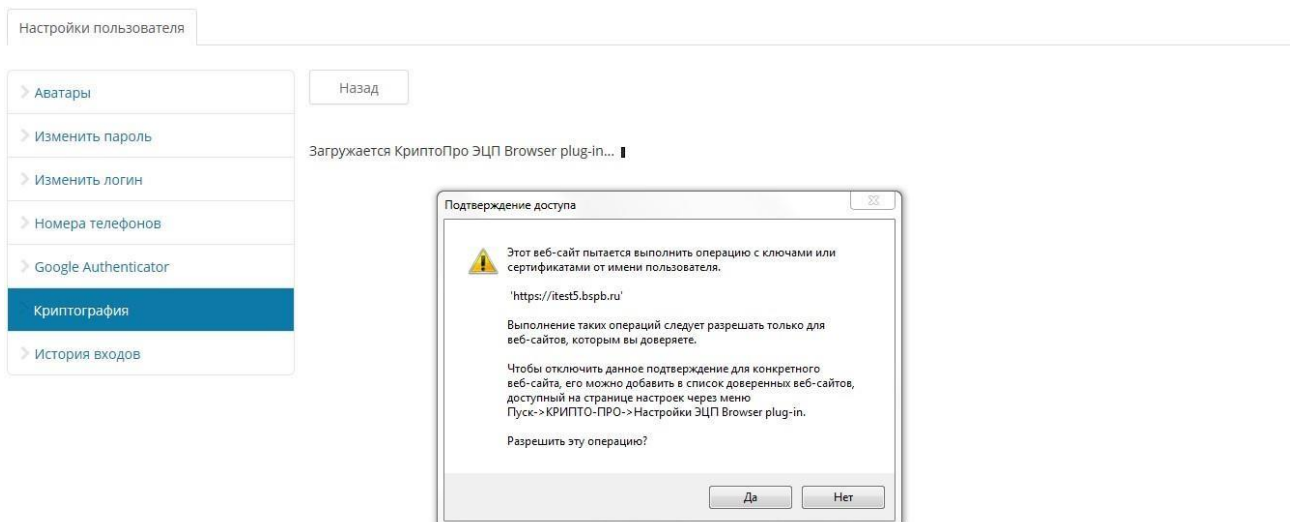 Настройки пользователя
Аватары
Изменить пароль
Изменить логин
Номера телефонов
Google Authenticator
Криптография
История входов
Назад
Загружается КриптоПро ЭЦП Browser plug-in...
Подтверждение доступа
Этот веб-сайт пытается выполнить операцию с ключами или
сертификатами от имени пользователя.
'https://itest5.bspb.ru'
Выполнение таких операций следует разрешать только для
веб-сайтов, которым вы доверяете.
Чтобы отключить данное подтверждение для конкретного
веб-сайта, его можно добавить в список доверенных веб-сайтов,
доступный на странице настроек через меню
Пуск->КРИПТО-ПРО->Настройки ЭЦП Browser plug-in.
Разрешить эту операцию?
Да
Нет